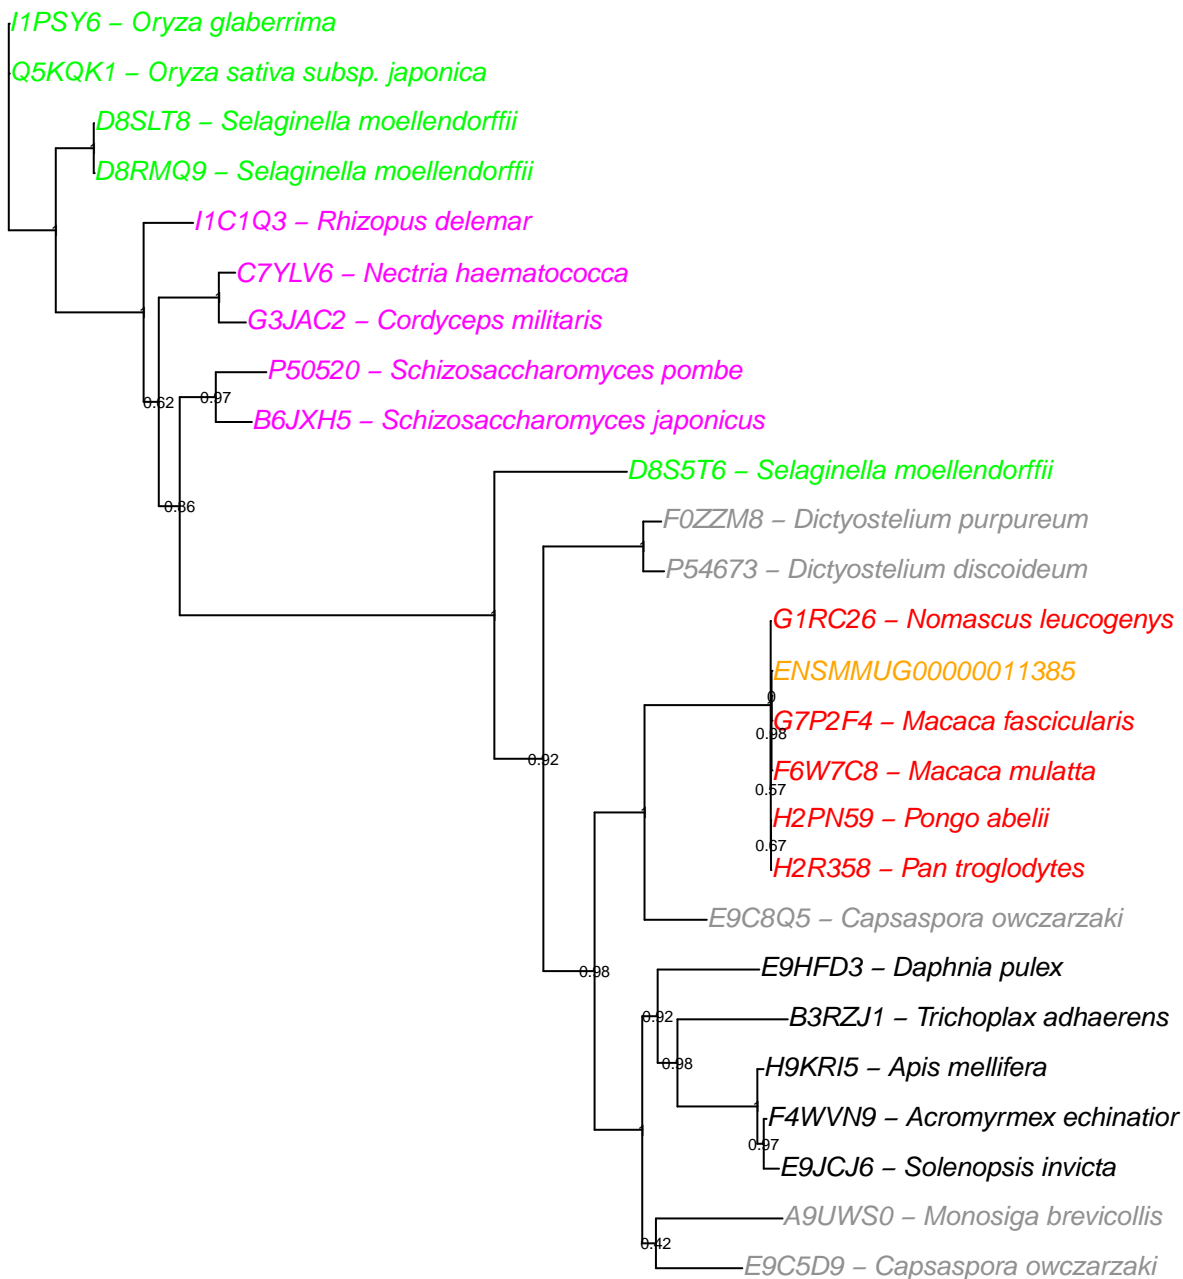 I1PSY6 – Oryza glaberrima
Q5KQK1 – Oryza sativa subsp. japonica
D8SLT8 – Selaginella moellendorffii
D8RMQ9 – Selaginella moellendorffii
I1C1Q3 – Rhizopus delemar
C7YLV6 – Nectria haematococca
G3JAC2 – Cordyceps militaris
P50520 – Schizosaccharomyces pombe
0.62
0.97
B6JXH5 – Schizosaccharomyces japonicus
D8S5T6 – Selaginella moellendorffii
0.86
F0ZZM8 – Dictyostelium purpureum
P54673 – Dictyostelium discoideum
G1RC26 – Nomascus leucogenys
ENSMMUG00000011385
0
G7P2F4 – Macaca fascicularis
0.98
0.92
F6W7C8 – Macaca mulatta
0.57
H2PN59 – Pongo abelii
0.67
H2R358 – Pan troglodytes
E9C8Q5 – Capsaspora owczarzaki
0.98
E9HFD3 – Daphnia pulex
0.92
B3RZJ1 – Trichoplax adhaerens
0.98
H9KRI5 – Apis mellifera
F4WVN9 – Acromyrmex echinatior
0.97
E9JCJ6 – Solenopsis invicta
A9UWS0 – Monosiga brevicollis
0.42
E9C5D9 – Capsaspora owczarzaki